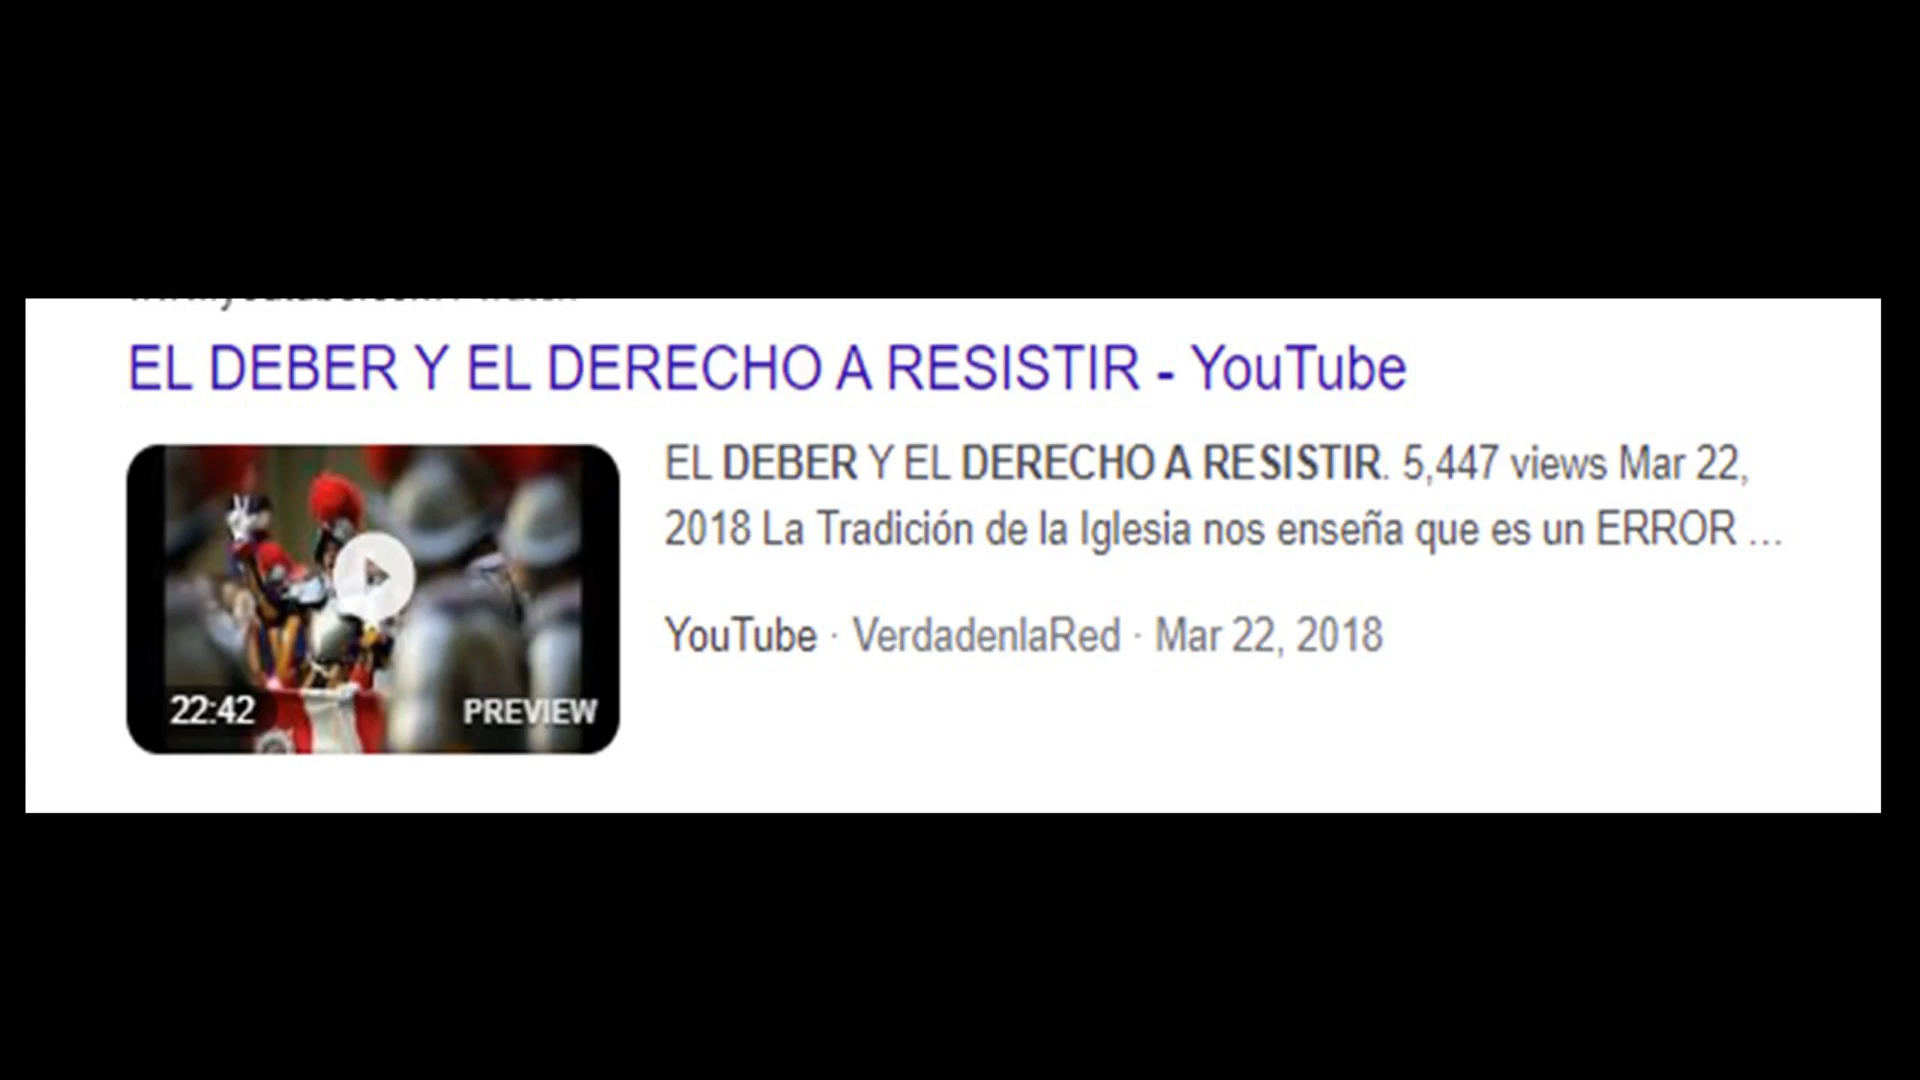 EL DEBER Y EL DERECHO A RESISTIR - YouTube
EL DEBER Y EL DERECHO A RESISTIR. 5,447 views Mar 22,
2018 La Tradición de la Iglesia nos enseña que es un ERROR ...
YouTube · VerdadenlaRed · Mar 22, 2018
22:42
PREVIEW